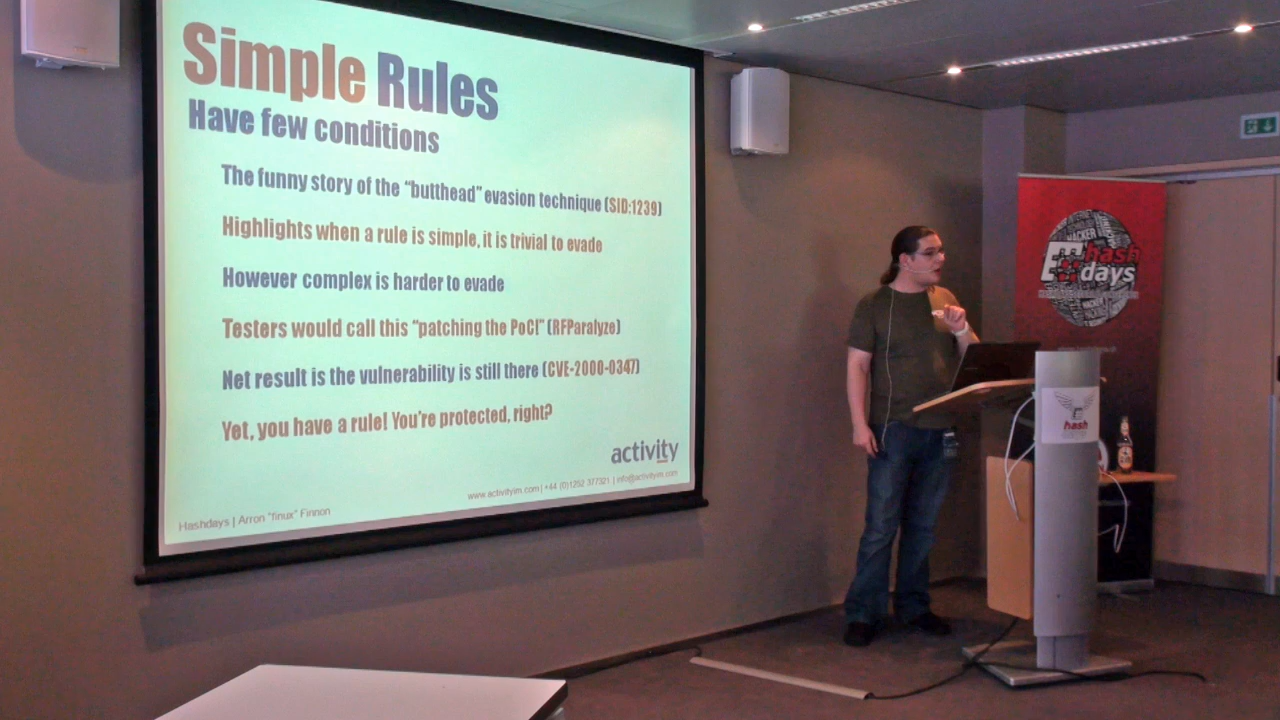 Simple Rules
Have few conditions
The funny story of the “butthead” evasion technique (SID:1239)
Highlights when a rule is simple, it is trivial to evade
However complex is harder to evade
Testers would call this “patching the PoC!” (RFParalyze)
Net result is the vulnerability is still there (CVE-2000-0347)
Yet, you have a rule! You’re protected, right?
activity
www.activityim.com | +44 (0)1252 377321 | info@activityim.com
Hashdays | Arron "finux" Finnon
HACKER
hash
days
HACKER
hash